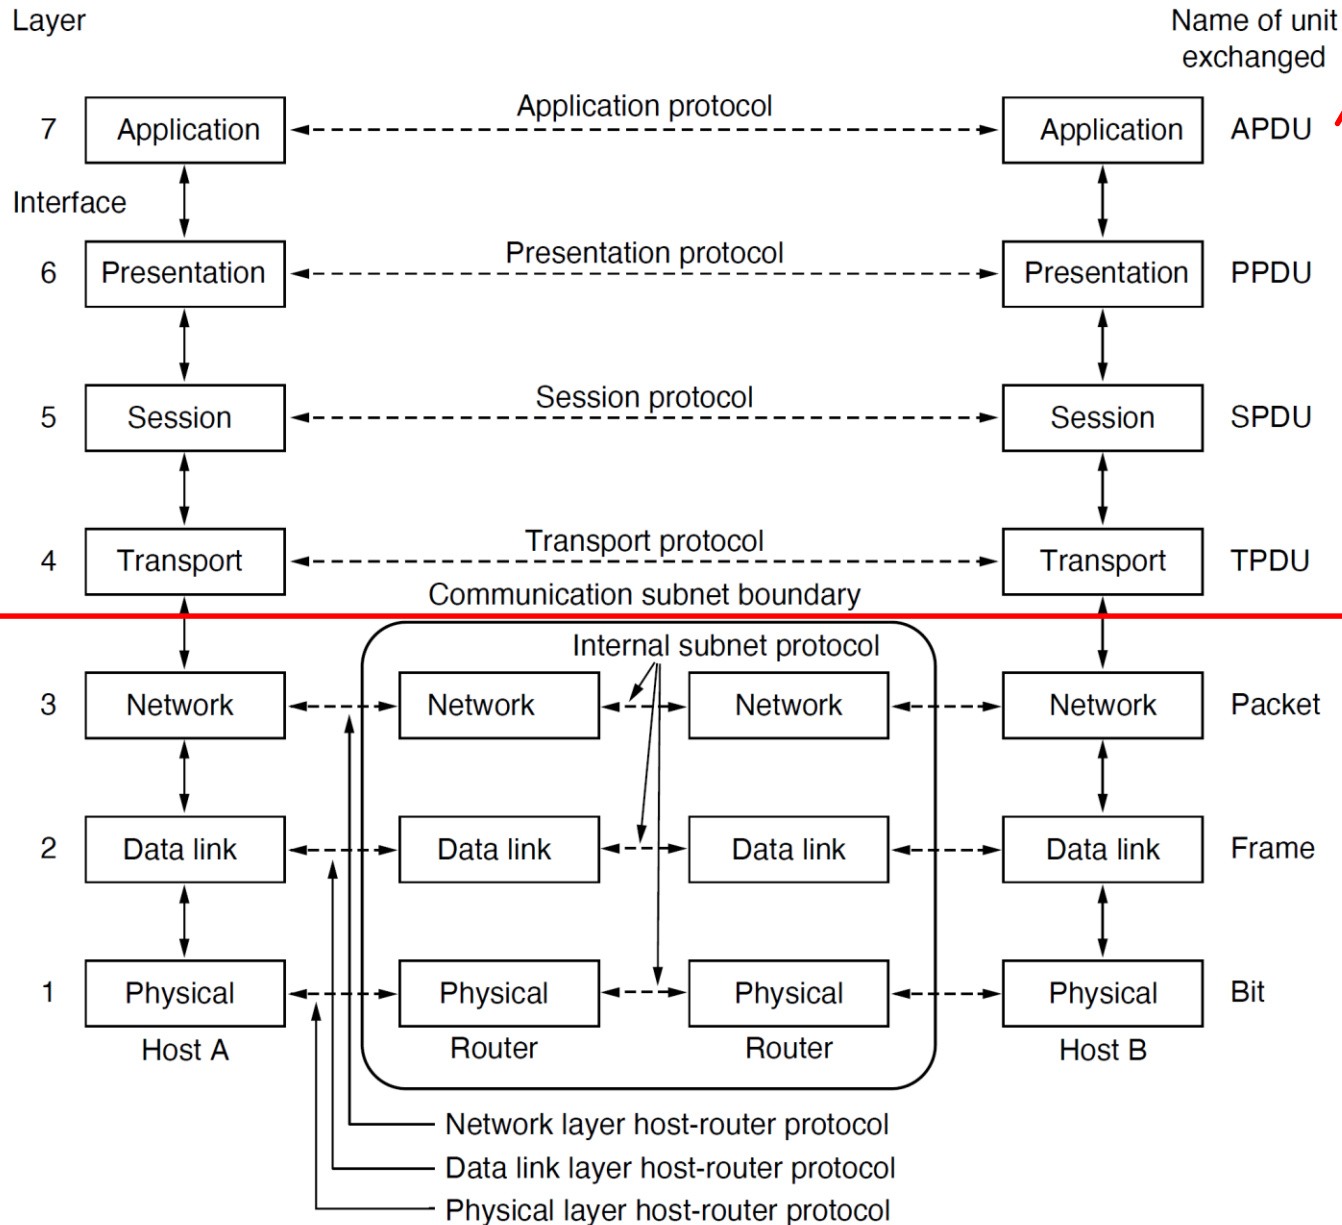 Layer
Name of unit
exchanged
7
Application
Application protocol
Application
APDU
Interface
6
Presentation
Presentation protocol
Presentation
PPDU
5
Session
Session protocol
Session
SPDU
4
Transport
Transport protocol
Transport
TPDU
Communication subnet boundary
Internal subnet protocol
3
Network
Network
Network
Network
Packet
2
Data link
Data link
Data link
Data link
Frame
1
Physical
Physical
Physical
Physical
Bit
Host A
Router
Router
Host B
Network layer host-router protocol
Data link layer host-router protocol
Physical layer host-router protocol